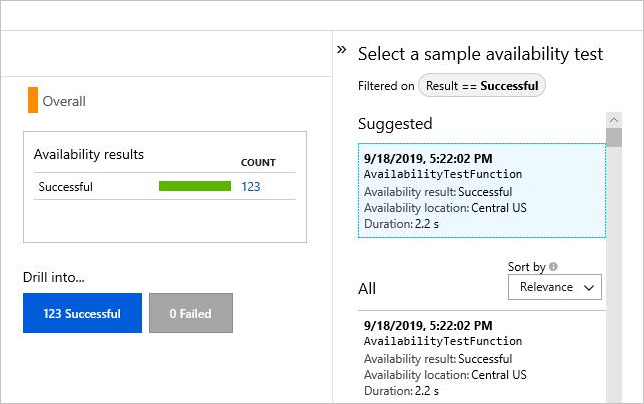 Overall
Availability results
COUNT
Successful 123
Drill into...
123 Successful
0 Failed
»
Select a sample availability test
Filtered on Result == Successful
Suggested
9/18/2019, 5:22:02 PM
AvailabilityTestFunction
Availability result: Successful
Availability location: Central US
Duration: 2.2 s
Sort by
All
Relevance
9/18/2019, 5:22:02 PM
AvailabilityTestFunction
Availability result: Successful
Availability location: Central US
Duration: 2.2 s